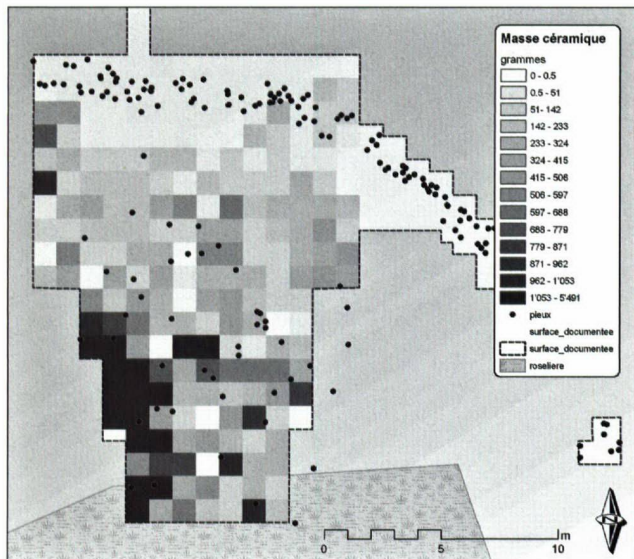 Masse céramique
grammes
0 - 0.5
0.5 - 51
51- 142
142 - 233
233 - 324
324 - 415
415 - 506
506 - 597
597 - 688
688 - 779
779 - 871
871 - 962
962 - 1'053
1'053 - 5'491
pieux
surface_documentee
surface_documentee
roseliere
m
0 5 10